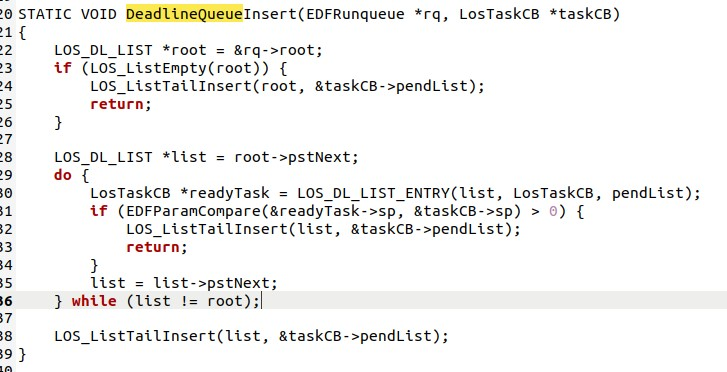 20 STATIC VOID DeadlineQueueInsert(EDFRunqueue *rq, LosTaskCB *taskCB)
21 {
22     LOS_DL_LIST *root = &rq->root;
23     if (LOS_ListEmpty(root)) {
24         LOS_ListTailInsert(root, &taskCB->pendList);
25         return;
26     }
27
28     LOS_DL_LIST *list = root->pstNext;
29     do {
30         LosTaskCB *readyTask = LOS_DL_LIST_ENTRY(list, LosTaskCB, pendList);
31         if (EDFParamCompare(&readyTask->sp, &taskCB->sp) > 0) {
32             LOS_ListTailInsert(list, &taskCB->pendList);
33             return;
34         }
35         list = list->pstNext;
36     } while (list != root);
37
38     LOS_ListTailInsert(list, &taskCB->pendList);
39 }